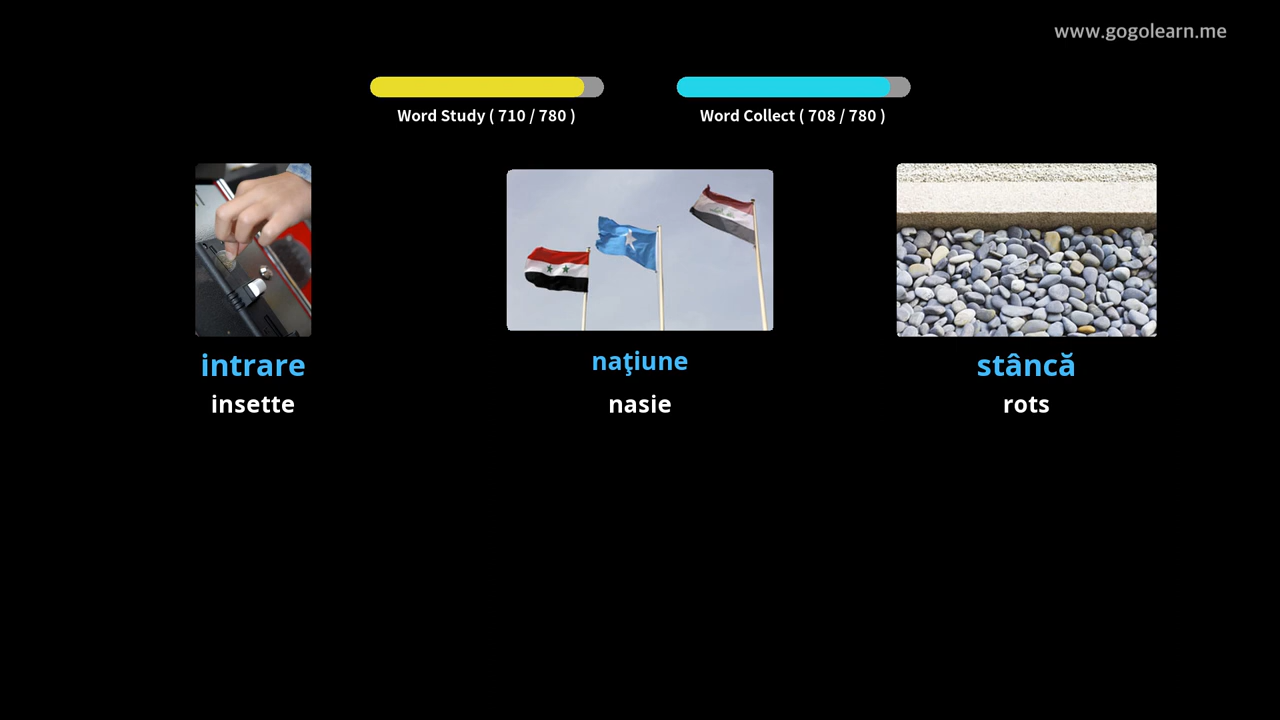 www.gogolearn.me
Word Study ( 710 / 780 )
Word Collect ( 708 / 780 )
intrare
insette
naţiune
nasie
stâncă
rots